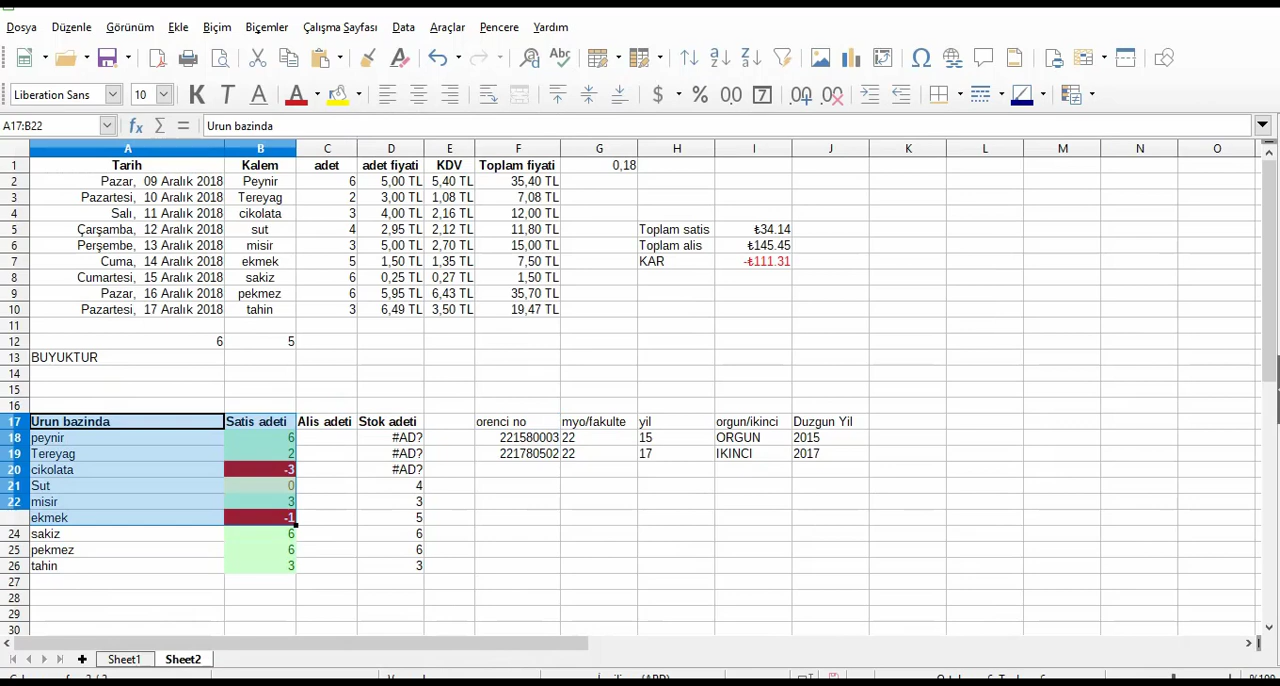 Dosya Düzenle Görünüm Ekle Biçim Biçemler Çalışma Sayfası Data Araçlar Pencere Yardım
Liberation Sans 10 K T A
A17:B22 Urun bazinda
A B C D E F G H I J K L M N O
1 Tarih Kalem adet adet fiyati KDV Toplam fiyati 0,18
2 Pazar, 09 Aralık 2018 Peynir 6 5,00 TL 5,40 TL 35,40 TL
3 Pazartesi, 10 Aralık 2018 Tereyag 2 3,00 TL 1,08 TL 7,08 TL
4 Salı, 11 Aralık 2018 cikolata 3 4,00 TL 2,16 TL 12,00 TL
5 Çarşamba, 12 Aralık 2018 sut 4 2,95 TL 2,12 TL 11,80 TL Toplam satis ₺34.14
6 Perşembe, 13 Aralık 2018 misir 3 5,00 TL 2,70 TL 15,00 TL Toplam alis ₺145.45
7 Cuma, 14 Aralık 2018 ekmek 5 1,50 TL 1,35 TL 7,50 TL KAR -₺111.31
8 Cumartesi, 15 Aralık 2018 sakiz 6 0,25 TL 0,27 TL 1,50 TL
9 Pazar, 16 Aralık 2018 pekmez 6 5,95 TL 6,43 TL 35,70 TL
10 Pazartesi, 17 Aralık 2018 tahin 3 6,49 TL 3,50 TL 19,47 TL
11
12 6 5
13 BUYUKTUR
14
15
16
17 Urun bazinda Satis adeti Alis adeti Stok adeti orenci no myo/fakulte yil orgun/ikinci Duzgun Yil
18 peynir 6 #AD? 221580003 22 15 ORGUN 2015
19 Tereyag 2 #AD? 221780502 22 17 IKINCI 2017
20 cikolata -3 #AD?
21 Sut 0 4
22 misir 3 3
ekmek -1 5
24 sakiz 6 6
25 pekmez 6 6
26 tahin 3 3
27
28
29
30
Sheet1 Sheet2